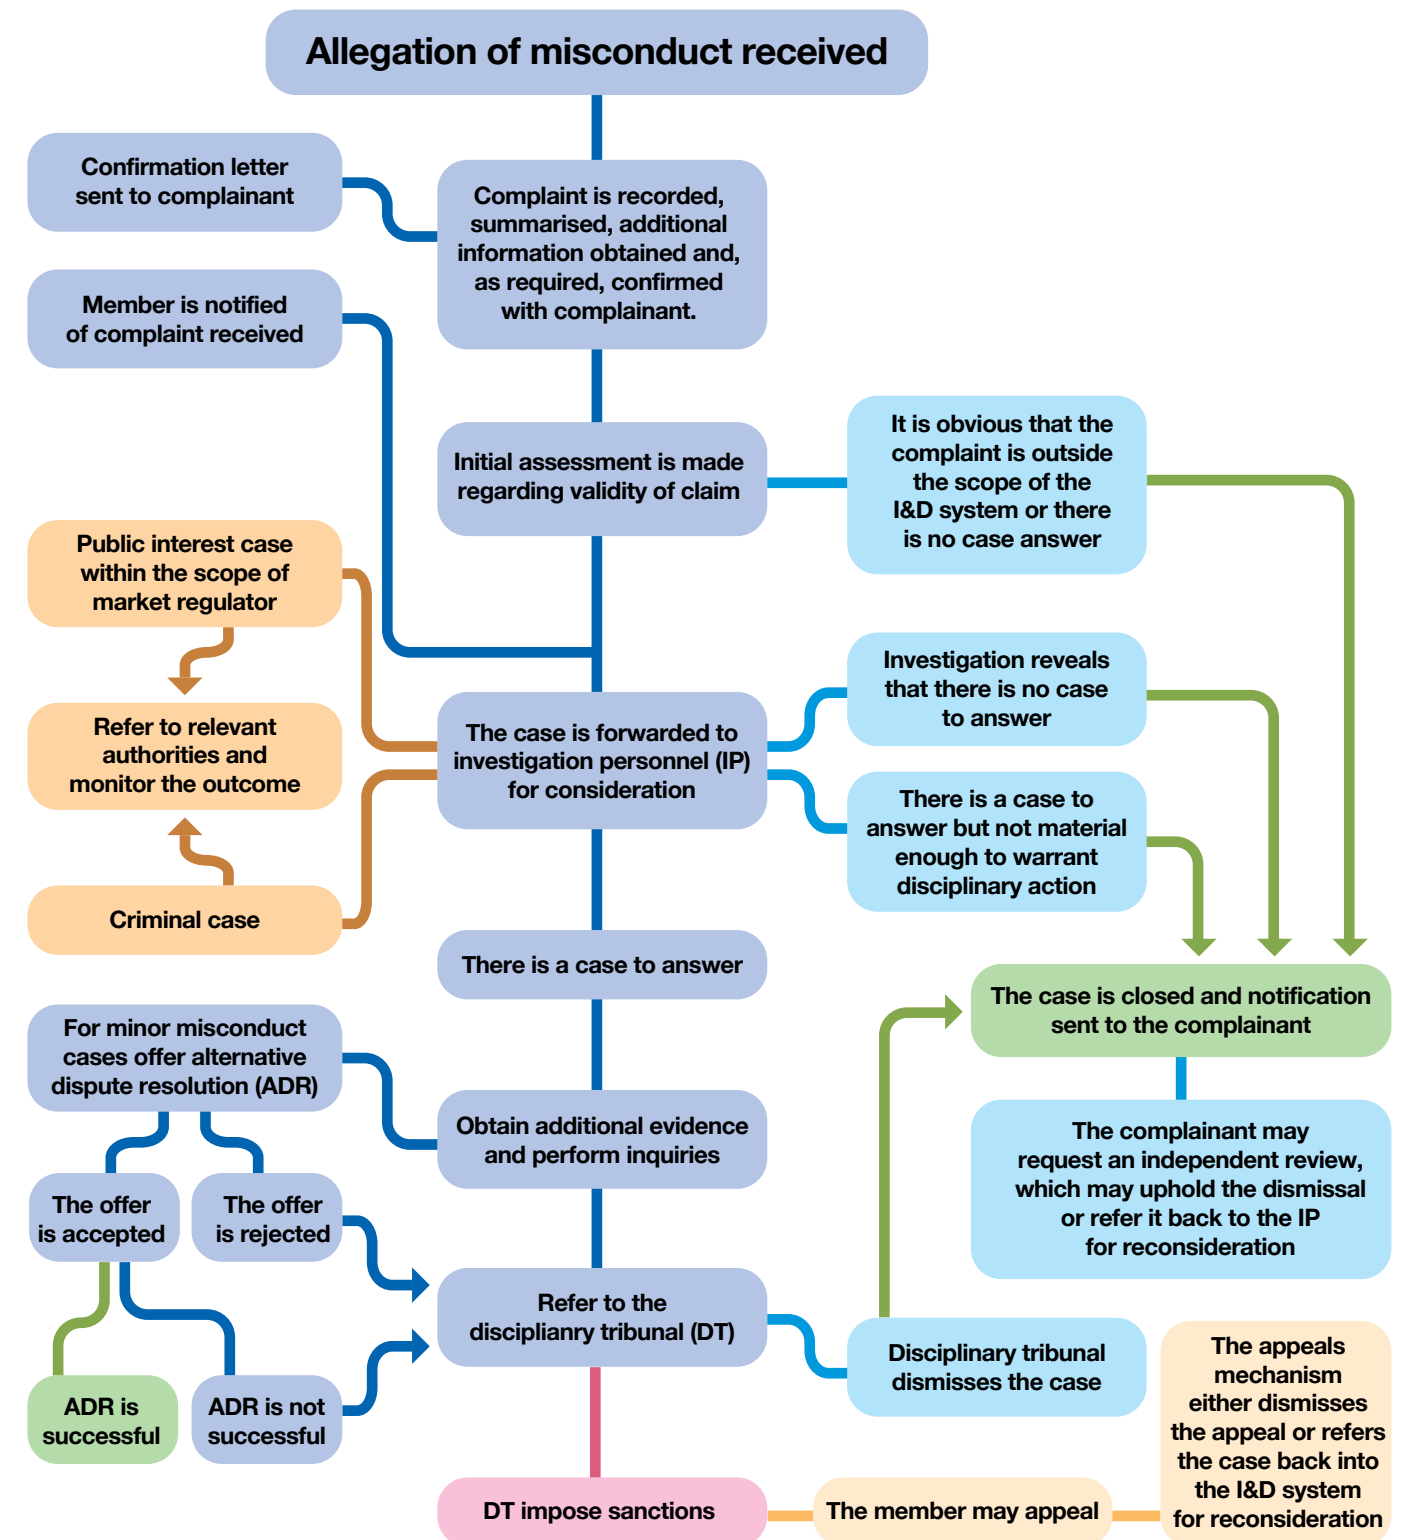 Allegation of misconduct received
Confirmation letter
sent to complainant
Complaint is recorded,
summarised, additional
information obtained and,
as required, confirmed
with complainant.
Member is notified
of complaint received
Initial assessment is made
regarding validity of claim
It is obvious that the
complaint is outside
the scope of the
I&D system or there
is no case answer
Public interest case
within the scope of
market regulator
Refer to relevant
authorities and
monitor the outcome
Criminal case
The case is forwarded to
investigation personnel (IP)
for consideration
Investigation reveals
that there is no case
to answer
There is a case to
answer but not material
enough to warrant
disciplinary action
There is a case to answer
The case is closed and notification
sent to the complainant
For minor misconduct
cases offer alternative
dispute resolution (ADR)
Obtain additional evidence
and perform inquiries
The complainant may
request an independent review,
which may uphold the dismissal
or refer it back to the IP
for reconsideration
The offer
is accepted
The offer
is rejected
Refer to the
disciplianry tribunal (DT)
Disciplinary tribunal
dismisses the case
ADR is
successful
ADR is not
successful
DT impose sanctions
The member may appeal
The appeals
mechanism
either dismisses
the appeal or refers
the case back into
the I&D system
for reconsideration